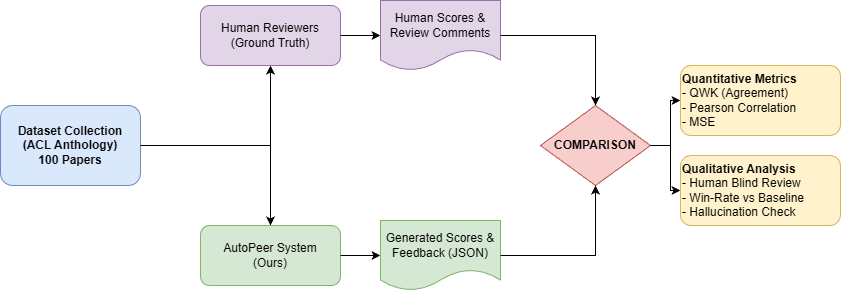 Human Reviewers
(Ground Truth)
Human Scores &
Review Comments
Dataset Collection
(ACL Anthology)
100 Papers
COMPARISON
Quantitative Metrics
- QWK (Agreement)
- Pearson Correlation
- MSE
Qualitative Analysis
- Human Blind Review
- Win-Rate vs Baseline
- Hallucination Check
AutoPeer System
(Ours)
Generated Scores &
Feedback (JSON)